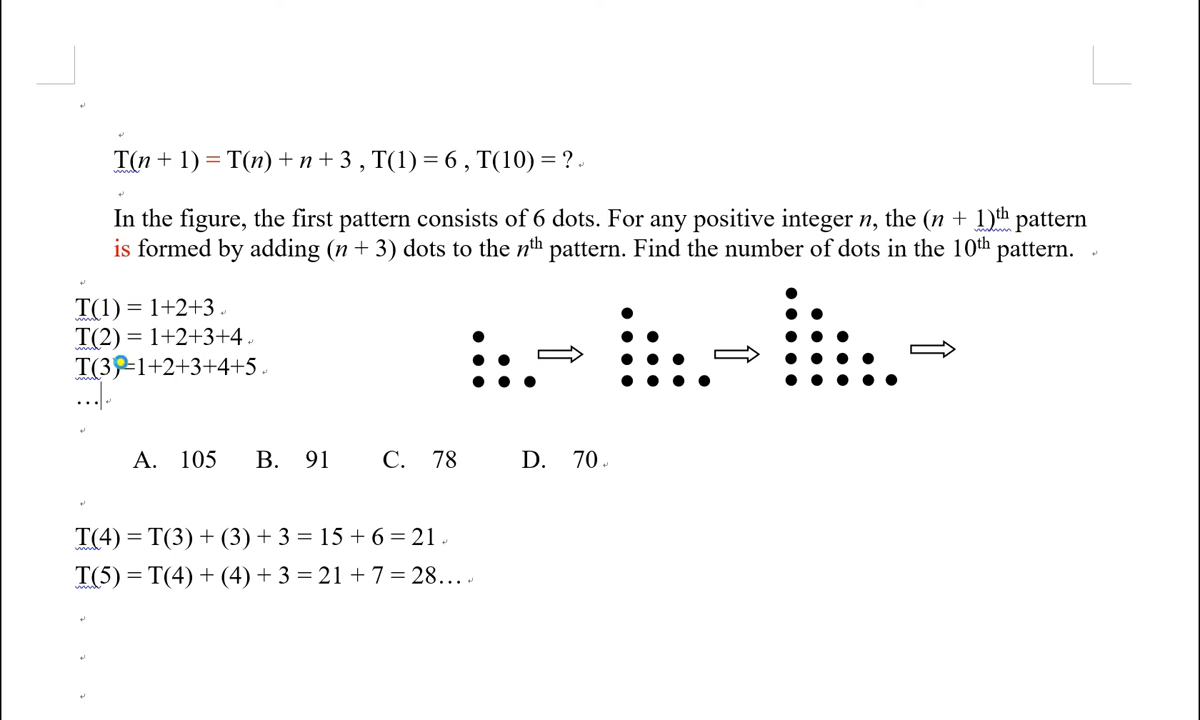 T(n + 1) = T(n) + n + 3 , T(1) = 6 , T(10) = ?
In the figure, the first pattern consists of 6 dots. For any positive integer n, the (n + 1)th pattern
is formed by adding (n + 3) dots to the nth pattern. Find the number of dots in the 10th pattern.
T(1) = 1+2+3
T(2) = 1+2+3+4
T(3)=1+2+3+4+5
…
A. 105 B. 91 C. 78 D. 70
T(4) = T(3) + (3) + 3 = 15 + 6 = 21
T(5) = T(4) + (4) + 3 = 21 + 7 = 28…